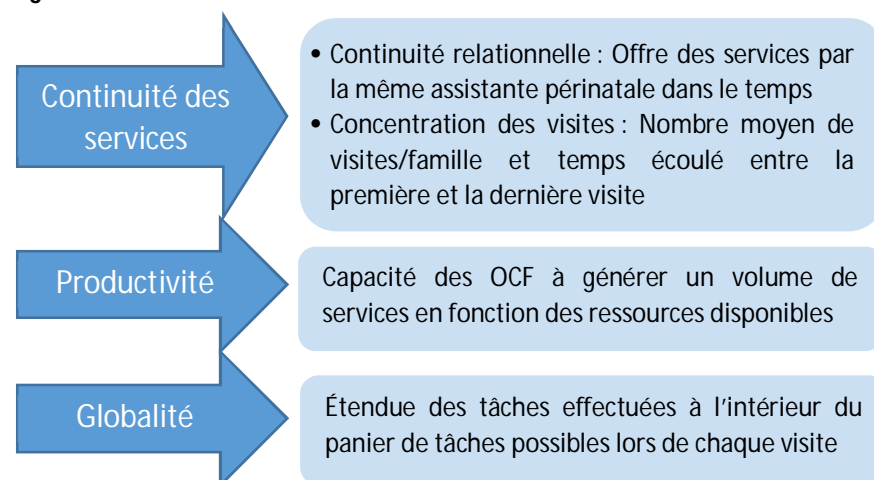 Continuité des
services
• Continuité relationnelle : Offre des services par
la même assistante périnatale dans le temps
• Concentration des visites : Nombre moyen de
visites/famille et temps écoulé entre la
première et la dernière visite
Productivité
Capacité des OCF à générer un volume de
services en fonction des ressources disponibles
Globalité
Étendue des tâches effectuées à l’intérieur du
panier de tâches possibles lors de chaque visite